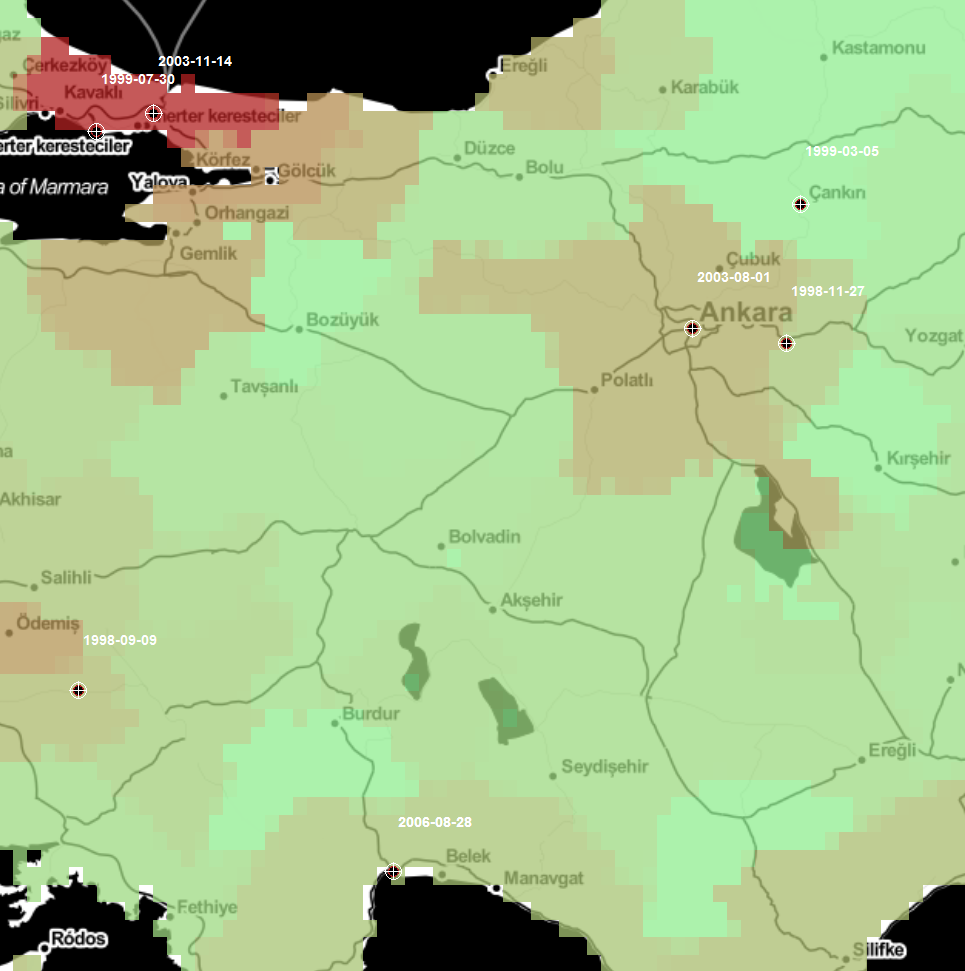 Kastamonu
2003-11-14
Çerkezköy
Ereğli
1999-07-30
Karabük
Kavaklı
Silivri
erter keresteciler
erter keresteciler
Düzce
1999-03-05
Körfez
Bolu
Gölcük
a of Marmara
Yalova
Çankırı
Orhangazi
Gemlik
Çubuk
2003-08-01
1998-11-27
Ankara
Bozüyük
Yozgat
Tavşanlı
Polatlı
Kırşehir
Akhisar
Bolvadin
Salihli
Akşehir
Ödemiş
1998-09-09
Burdur
Ereğli
Seydişehir
2006-08-28
Belek
Manavgat
Fethiye
Ródos
Silifke